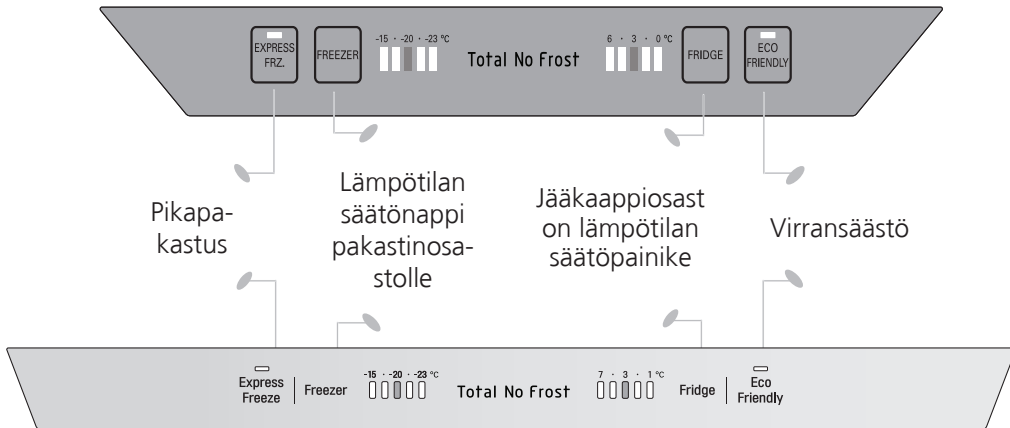 EXPRESS
FRZ.
FREEZER
-15 · -20 · -23 °C
Total No Frost
6 · 3 · 0 °C
FRIDGE
ECO
FRIENDLY
Pikapa-
kastus
Lämpötilan
säätönappi
pakastinosa-
stolle
Jääkaappiosast
on lämpötilan
säätöpainike
Virransäästö
Express
Freeze
Freezer
-15 · -20 · -23 °C
Total No Frost
7 · 3 · 1 °C
Fridge
Eco
Friendly